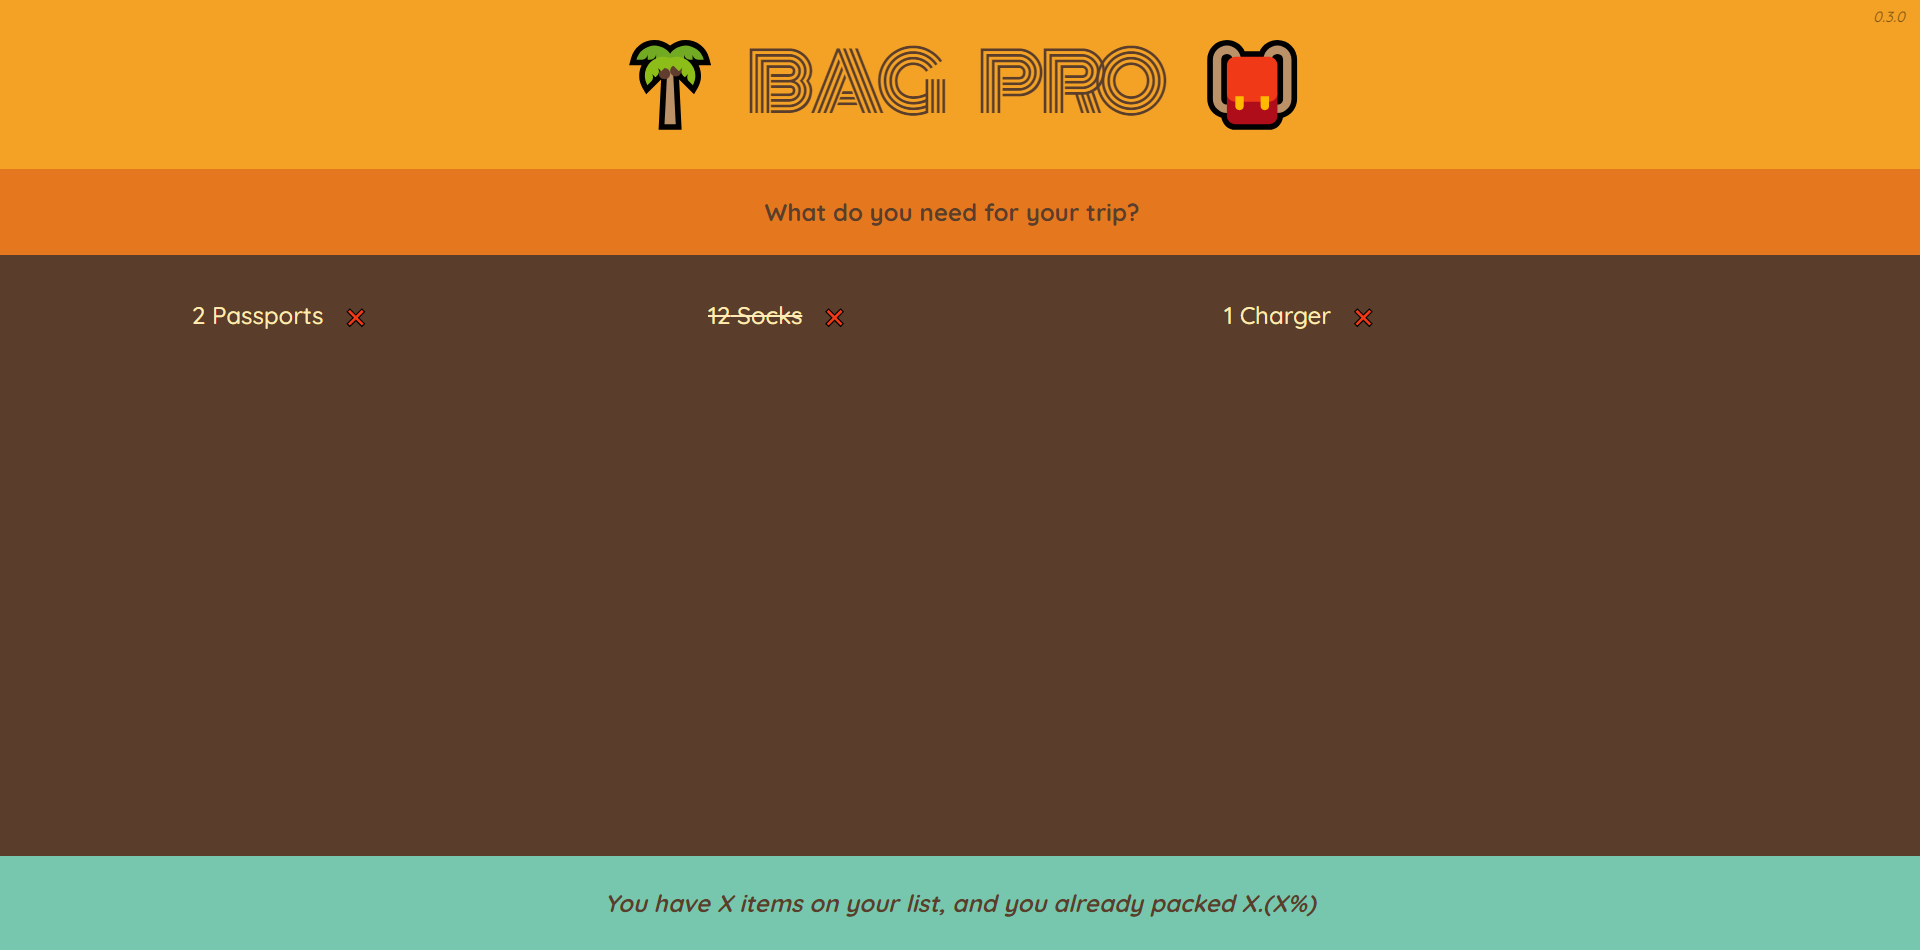 0.3.0
BAG PRO
What do you need for your trip?
2 Passports ❌
12 Socks ❌
1 Charger ❌
You have X items on your list, and you already packed X.(X%)